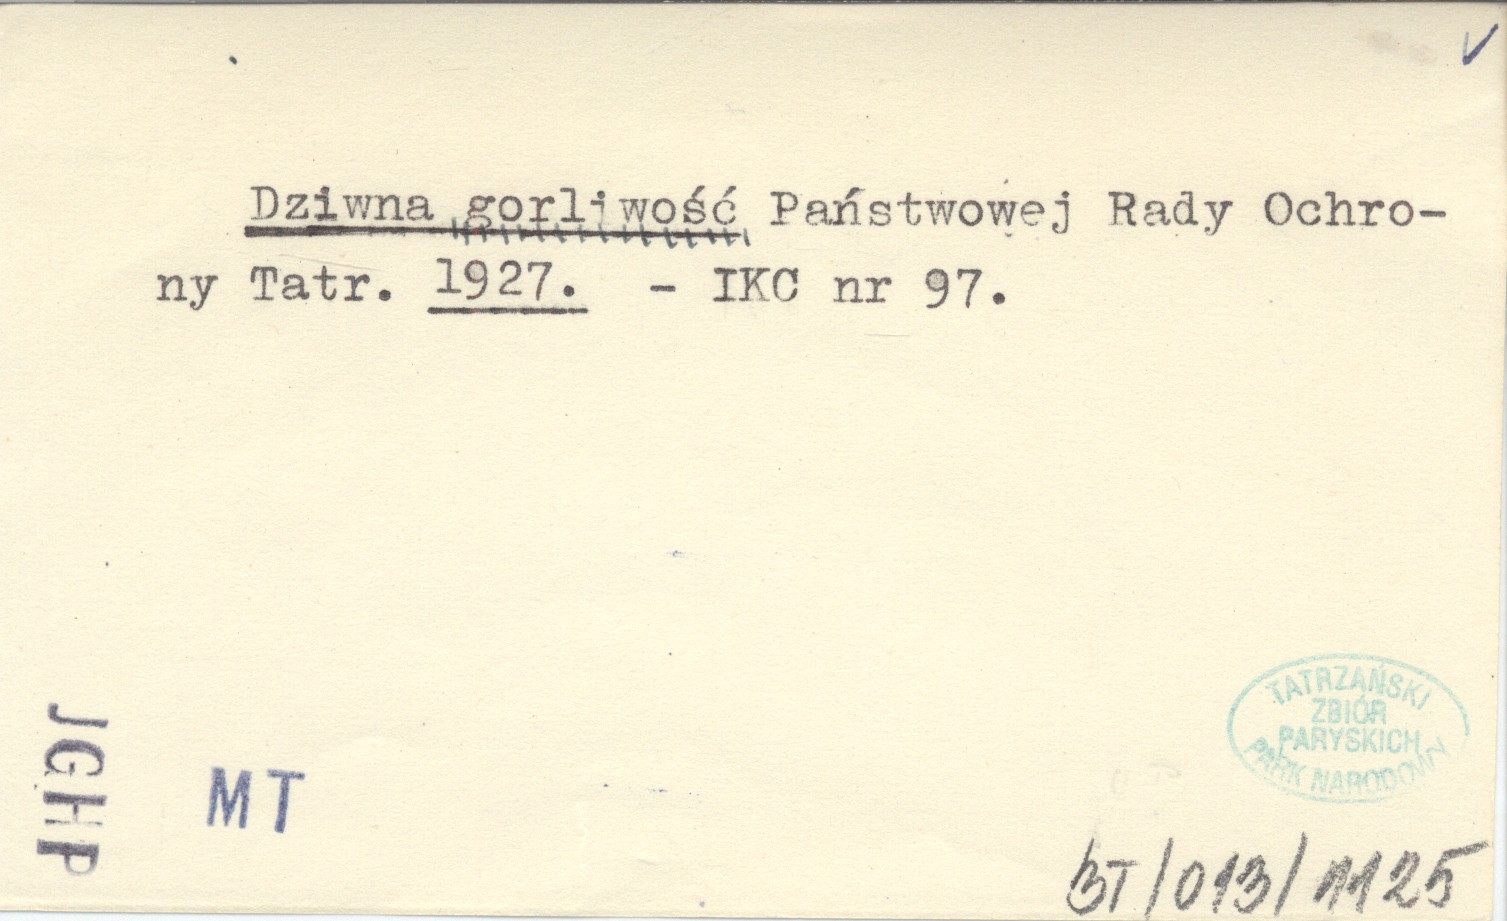 Dziwna gorliwość Państwowej Rady Ochro-
ny Tatr. 1927. - IKC nr 97.
JGHP
MT
TATRZAŃSKI
ZBIÓR
PARYSKICH
PARK NARODOWY
BT/013/1125